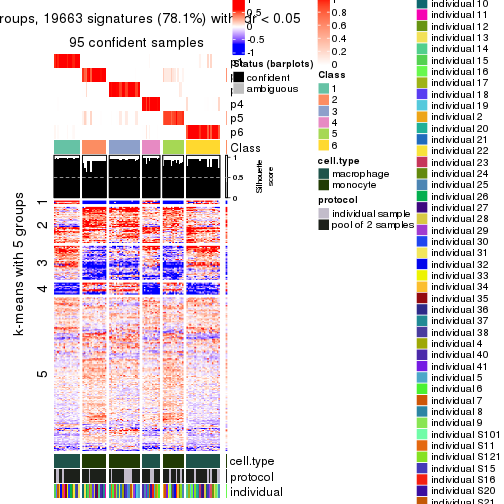 roups, 19663 signatures (78.1%) with fdr < 0.05
95 confident samples
p4
p5
p6
Class
1
0.5
0
Silhouette
score
k-means with 5 groups
1
2
3
4
5
cell.type
protocol
individual
1
0.5
0
-0.5
-1
Status (barplots)
confident
ambiguous
0.8
0.6
0.4
0.2
0
Class
1
2
3
4
5
6
cell.type
macrophage
monocyte
protocol
individual sample
pool of 2 samples
individual 10
individual 11
individual 12
individual 13
individual 14
individual 15
individual 16
individual 17
individual 18
individual 19
individual 2
individual 20
individual 21
individual 22
individual 23
individual 24
individual 25
individual 26
individual 27
individual 28
individual 29
individual 30
individual 31
individual 32
individual 33
individual 34
individual 35
individual 36
individual 37
individual 38
individual 4
individual 40
individual 41
individual 5
individual 6
individual 7
individual 8
individual 9
individual S101
individual S11
individual S121
individual S15
individual S16
individual S20
individual S21